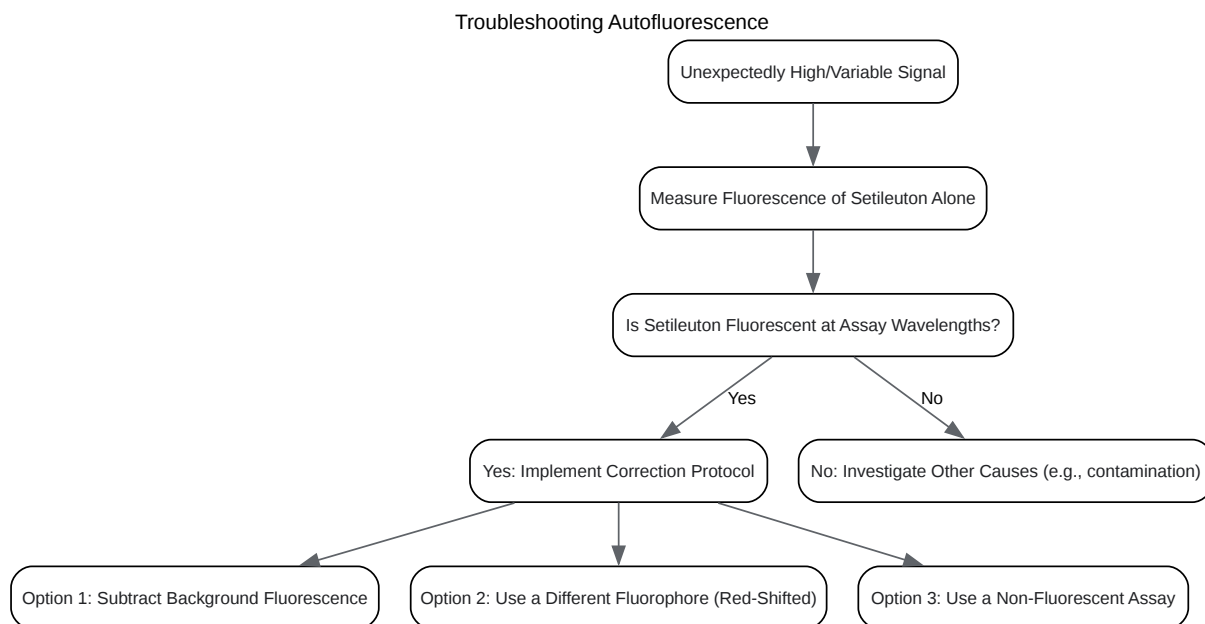 Troubleshooting Autofluorescence
Unexpectedly High/Variable Signal
Measure Fluorescence of Setileuton Alone
Is Setileuton Fluorescent at Assay Wavelengths?
Yes
No
Yes: Implement Correction Protocol
No: Investigate Other Causes (e.g., contamination)
Option 1: Subtract Background Fluorescence
Option 2: Use a Different Fluorophore (Red-Shifted)
Option 3: Use a Non-Fluorescent Assay